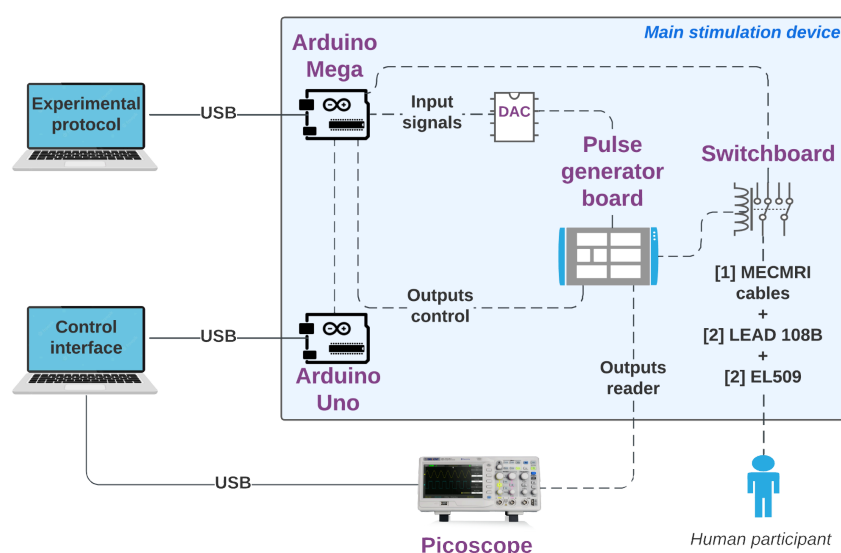 Main stimulation device
Arduino
Mega
Experimental
protocol
USB
Input
signals
DAC
Pulse
generator
board
Switchboard
[1] MECMRI
cables
+
[2] LEAD 108B
+
[2] EL509
Outputs
control
Control
interface
USB
Arduino
Uno
Outputs
reader
USB
Picoscope
Human participant